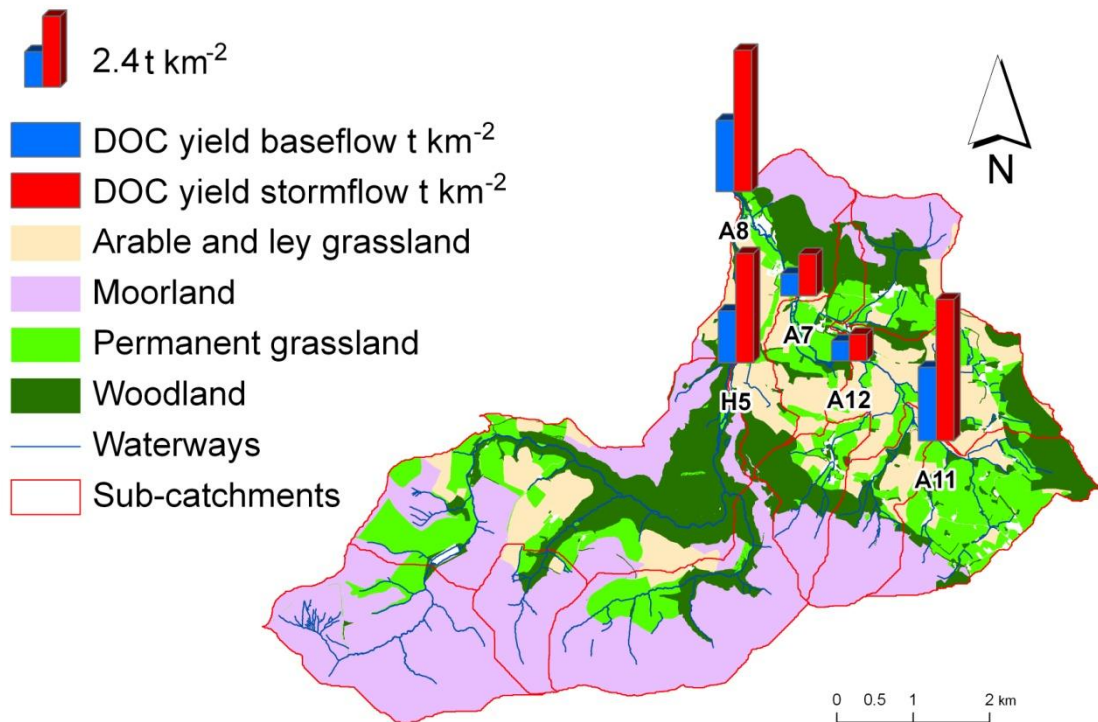 2.4 t km-2
DOC yield baseflow t km-2
DOC yield stormflow t km-2
Arable and ley grassland
Moorland
Permanent grassland
Woodland
Waterways
Sub-catchments
N
A8
A7
H5
A12
A11
0 0.5 1 2 km